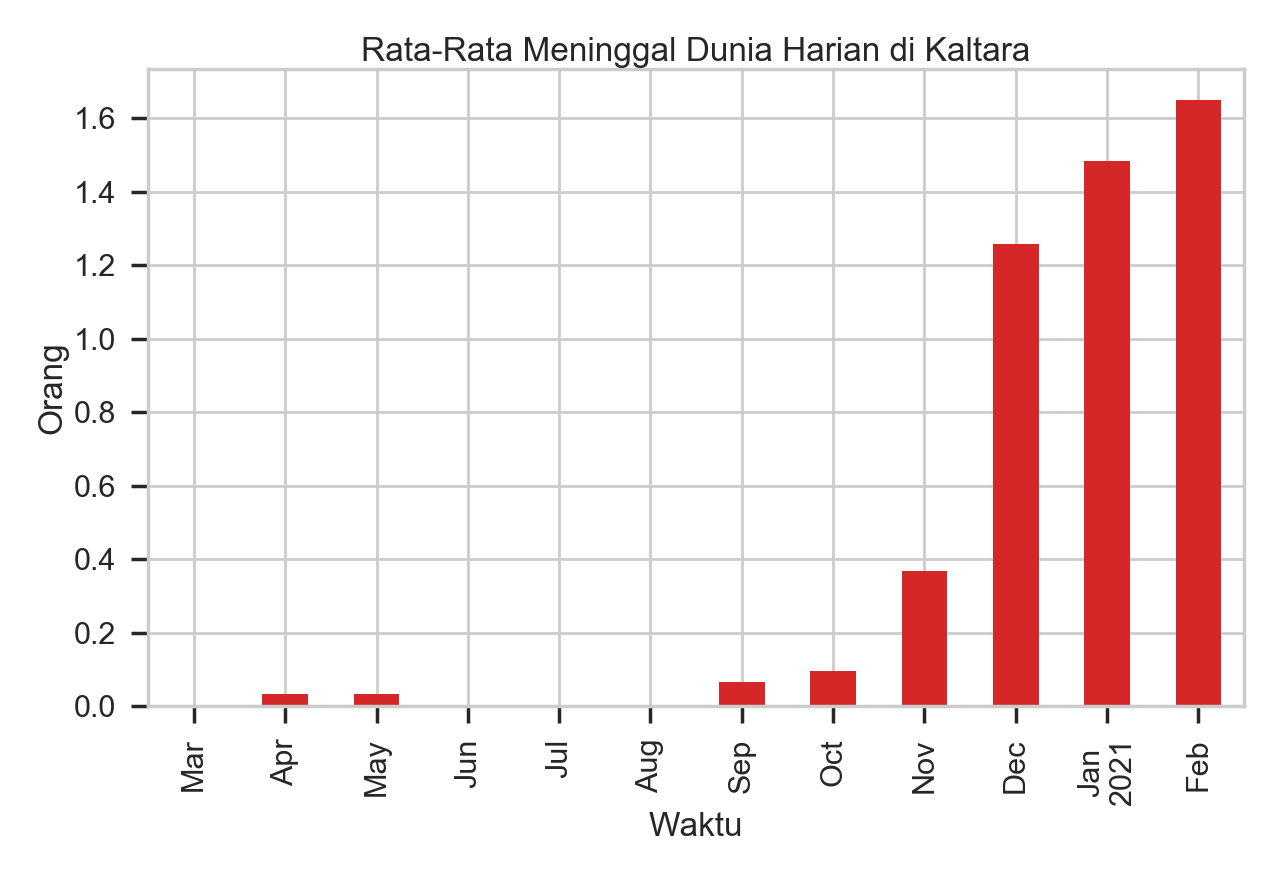 Rata-Rata Meninggal Dunia Harian di Kaltara
Orang
1.6
1.4
1.2
1.0
0.8
0.6
0.4
0.2
0.0
Mar
Apr
May
Jun
Jul
Aug
Sep
Oct
Nov
Dec
Jan
2021
Feb
Waktu